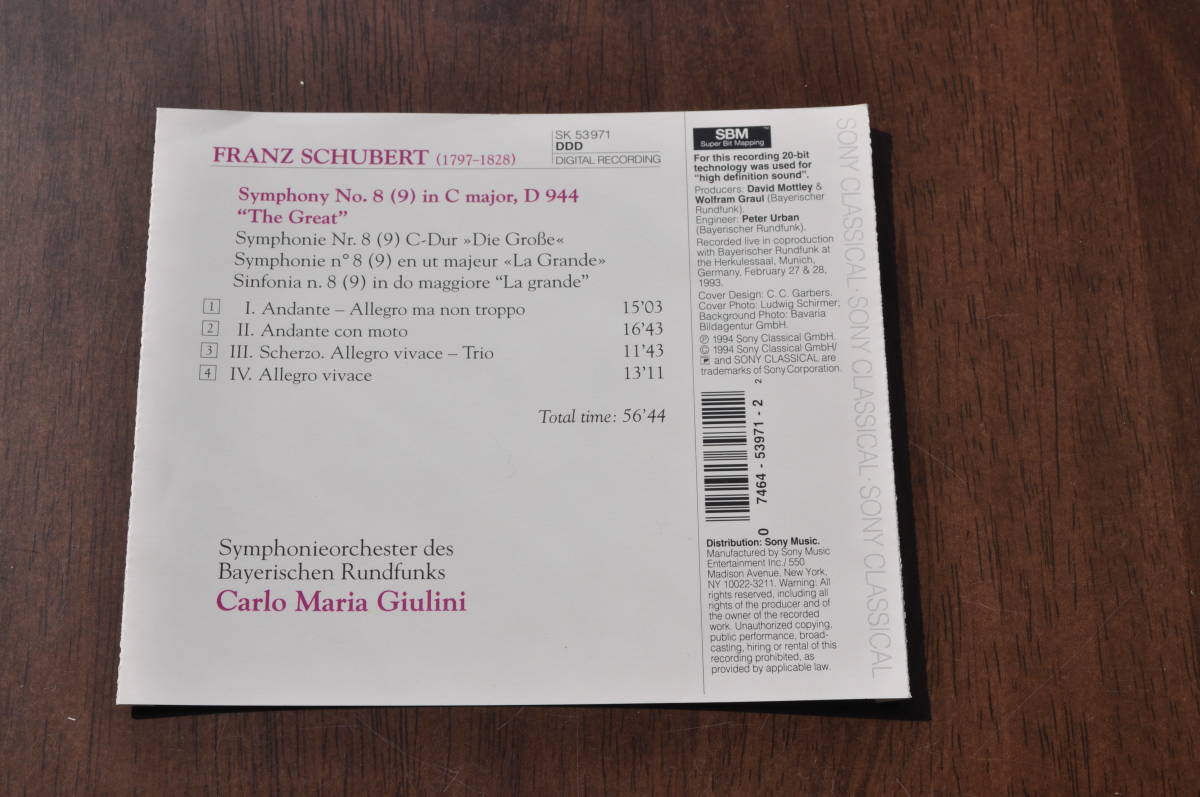 SK 53971
DDD
DIGITAL RECORDING
FRANZ SCHUBERT (1797–1828)
Symphony No. 8 (9) in C major, D 944
“The Great”
Symphonie Nr. 8 (9) C-Dur »Die Große«
Symphonie n° 8 (9) en ut majeur «La Grande»
Sinfonia n. 8 (9) in do maggiore “La grande”
1 I. Andante – Allegro ma non troppo 15’03
2 II. Andante con moto 16’43
3 III. Scherzo. Allegro vivace – Trio 11’43
4 IV. Allegro vivace 13’11
Total time: 56’44
Symphonieorchester des
Bayerischen Rundfunks
Carlo Maria Giulini
SBM™
Super Bit Mapping
For this recording 20-bit
technology was used for
"high definition sound".
Producers: David Mottley &
Wolfram Graul (Bayerischer
Rundfunk).
Engineer: Peter Urban
(Bayerischer Rundfunk).
Recorded live in coproduction
with Bayerischer Rundfunk at
the Herkulessaal, Munich,
Germany, February 27 & 28,
1993.
Cover Design: C. C. Garbers.
Cover Photo: Ludwig Schirmer;
Background Photo: Bavaria
Bildagentur GmbH.
℗ 1994 Sony Classical GmbH.
© 1994 Sony Classical GmbH/
and SONY CLASSICAL are
trademarks of Sony Corporation.
0 7464-53971-2 2
Distribution: Sony Music.
Manufactured by Sony Music
Entertainment Inc./ 550
Madison Avenue, New York,
NY 10022-3211. Warning: All
rights reserved, including all
rights of the producer and of
the owner of the recorded
work. Unauthorized copying,
public performance, broad-
casting, hiring or rental of this
recording prohibited, as
provided by applicable law.
SONY CLASSICAL · SONY CLASSICAL · SONY CLASSICAL